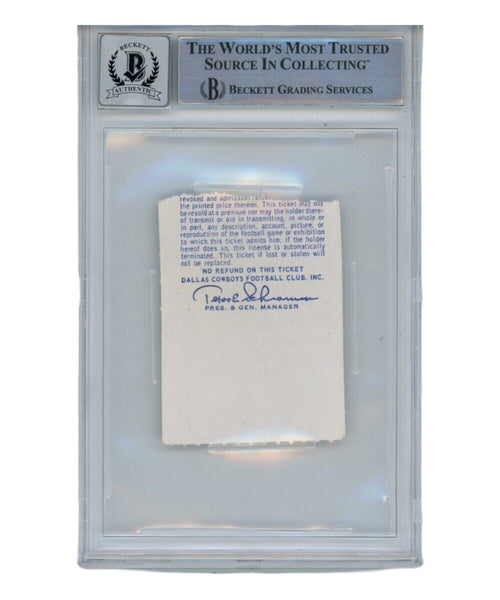 BECKETT
B
AUTHENTIC
THE WORLD'S MOST TRUSTED
SOURCE IN COLLECTING™
B BECKETT GRADING SERVICES
revoked and admission refus
the printed price thereon. This ticket may not
be resold at a premium nor may the holder there-
of transmit or aid in transmitting, in whole or
in part, any description, account, picture, or
reproduction of the football game or exhibition
to which this ticket admits him; if the holder
hereof does so, this license is automatically
terminated. This ticket if lost or stolen will
not be replaced.
NO REFUND ON THIS TICKET
DALLAS COWBOYS FOOTBALL CLUB, INC.
Texas E Schramm
PRES. & GEN. MANAGER